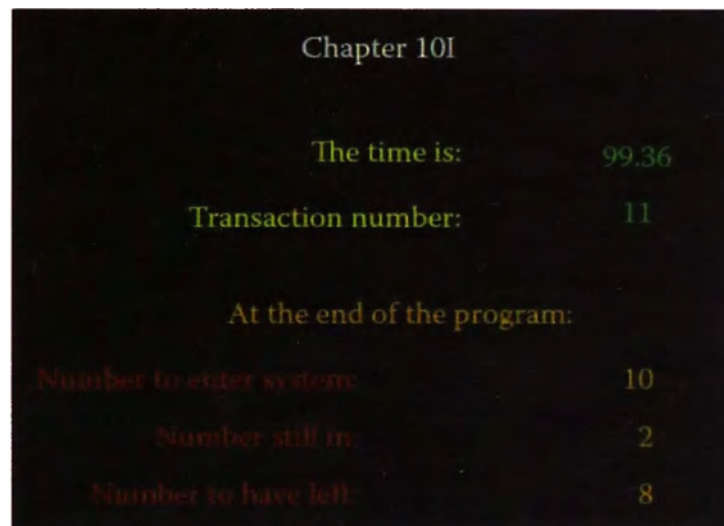 Chapter 10I
The time is: 99.36
Transaction number: 11
At the end of the program:
Number to enter system: 10
Number still in: 2
Number to have left: 8